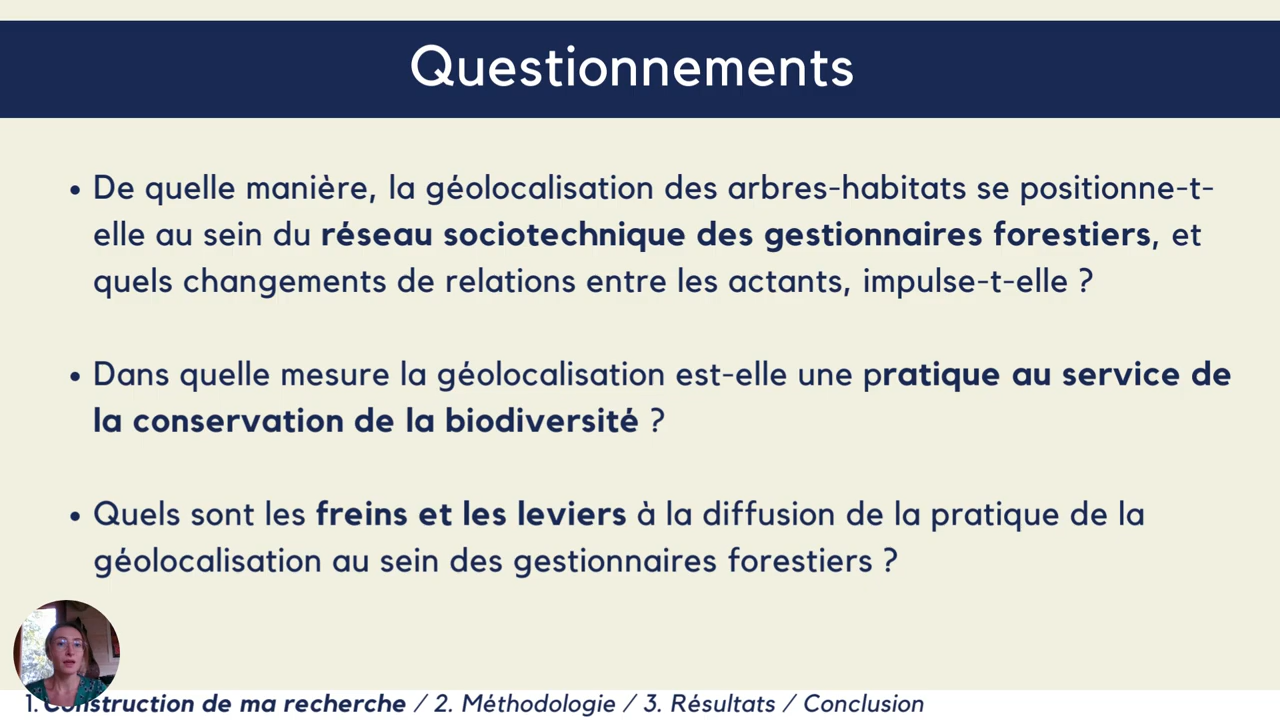 Questionnements
• De quelle manière, la géolocalisation des arbres-habitats se positionne-t-
elle au sein du réseau sociotechnique des gestionnaires forestiers, et
quels changements de relations entre les actants, impulse-t-elle ?
• Dans quelle mesure la géolocalisation est-elle une pratique au service de
la conservation de la biodiversité ?
• Quels sont les freins et les leviers à la diffusion de la pratique de la
géolocalisation au sein des gestionnaires forestiers ?
1. Construction de ma recherche / 2. Méthodologie / 3. Résultats / Conclusion